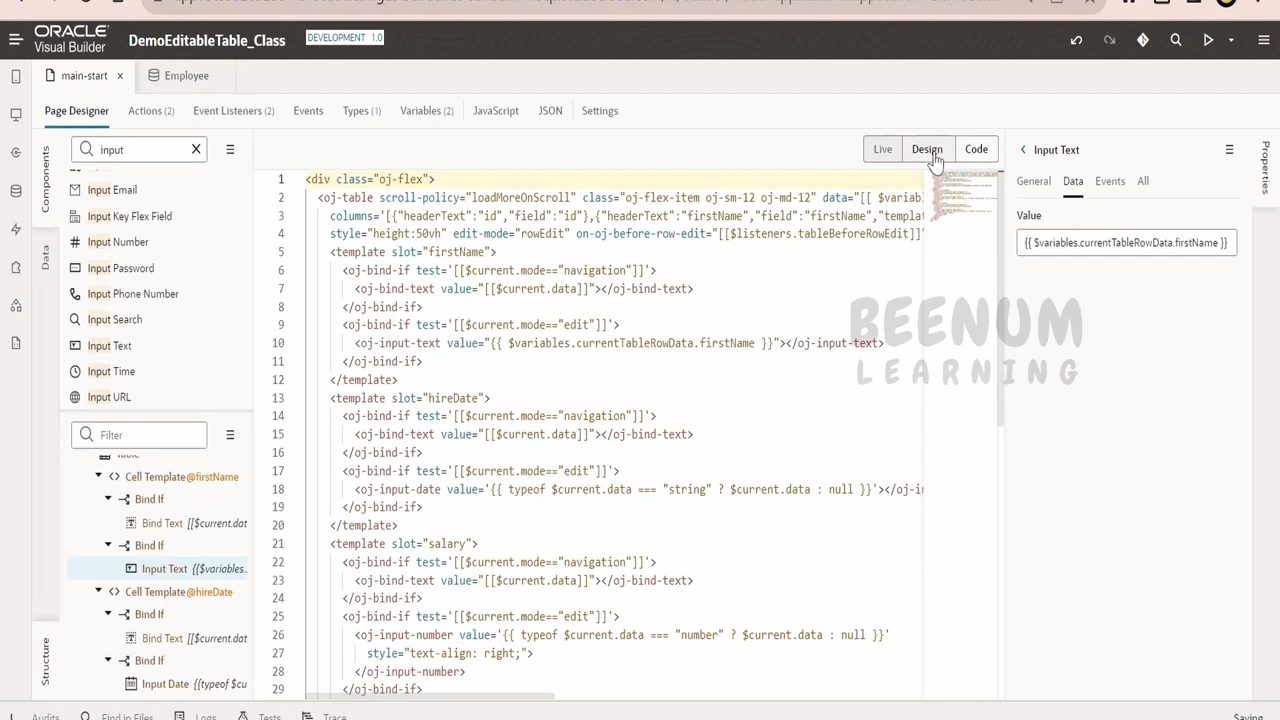 ORACLE
Visual Builder
DemoEditableTable_Class
DEVELOPMENT 1.0
main-start
Employee
Page Designer
Actions (2)
Event Listeners (2)
Events
Types (1)
Variables (2)
JavaScript
JSON
Settings
Components
Data
Structure
input
Input Email
Input Key Flex Field
Input Number
Input Password
Input Phone Number
Input Search
Input Text
Input Time
Input URL
Filter
Cell Template@firstName
Bind If
Bind Text [[$current.dat
Bind If
Input Text {{$variables..
Cell Template@hireDate
Bind If
Bind Text [[$current.dat
Bind If
Input Date {{typeof $cu
Live
Design
Code
1 <div class="oj-flex">
2 <oj-table scroll-policy="loadMoreOnScroll" class="oj-flex-item oj-sm-12 oj-md-12" data="[[ $variab
3 columns='[{"headerText":"id","field":"id"},{"headerText":"firstName","field":"firstName","templat
4 style="height:50vh" edit-mode="rowEdit" on-oj-before-row-edit="[[$listeners.tableBeforeRowEdit]]"
5 <template slot="firstName">
6 <oj-bind-if test='[[$current.mode=="navigation"]]'>
7 <oj-bind-text value="[[$current.data]]"></oj-bind-text>
8 </oj-bind-if>
9 <oj-bind-if test='[[$current.mode=="edit"]]'>
10 <oj-input-text value="{{ $variables.currentTableRowData.firstName }}"></oj-input-text>
11 </oj-bind-if>
12 </template>
13 <template slot="hireDate">
14 <oj-bind-if test='[[$current.mode=="navigation"]]'>
15 <oj-bind-text value="[[$current.data]]"></oj-bind-text>
16 </oj-bind-if>
17 <oj-bind-if test='[[$current.mode=="edit"]]'>
18 <oj-input-date value='{{ typeof $current.data === "string" ? $current.data : null }}'></oj-in
19 </oj-bind-if>
20 </template>
21 <template slot="salary">
22 <oj-bind-if test='[[$current.mode=="navigation"]]'>
23 <oj-bind-text value="[[$current.data]]"></oj-bind-text>
24 </oj-bind-if>
25 <oj-bind-if test='[[$current.mode=="edit"]]'>
26 <oj-input-number value='{{ typeof $current.data === "number" ? $current.data : null }}'
27 style="text-align: right;">
28 </oj-input-number>
29 </oj-bind-if>
BEENUM
LEARNING
Input Text
General
Data
Events
All
Value
{{ $variables.currentTableRowData.firstName }}
Properties
Audits
Find in Files
Logs
Tests
Trace
Saving